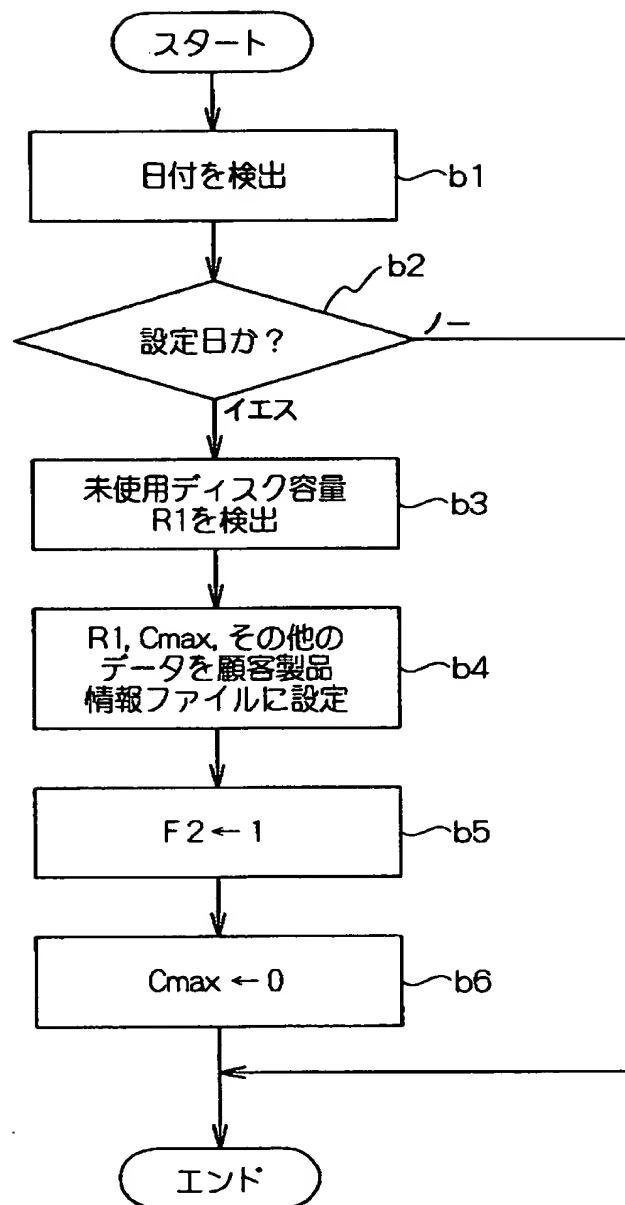 スタート
日付を検出
b1
b2
設定日か？
ノー
イエス
未使用ディスク容量
R1を検出
b3
R1, Cmax, その他の
データを顧客製品
情報ファイルに設定
b4
F2←1
b5
Cmax←0
b6
エンド